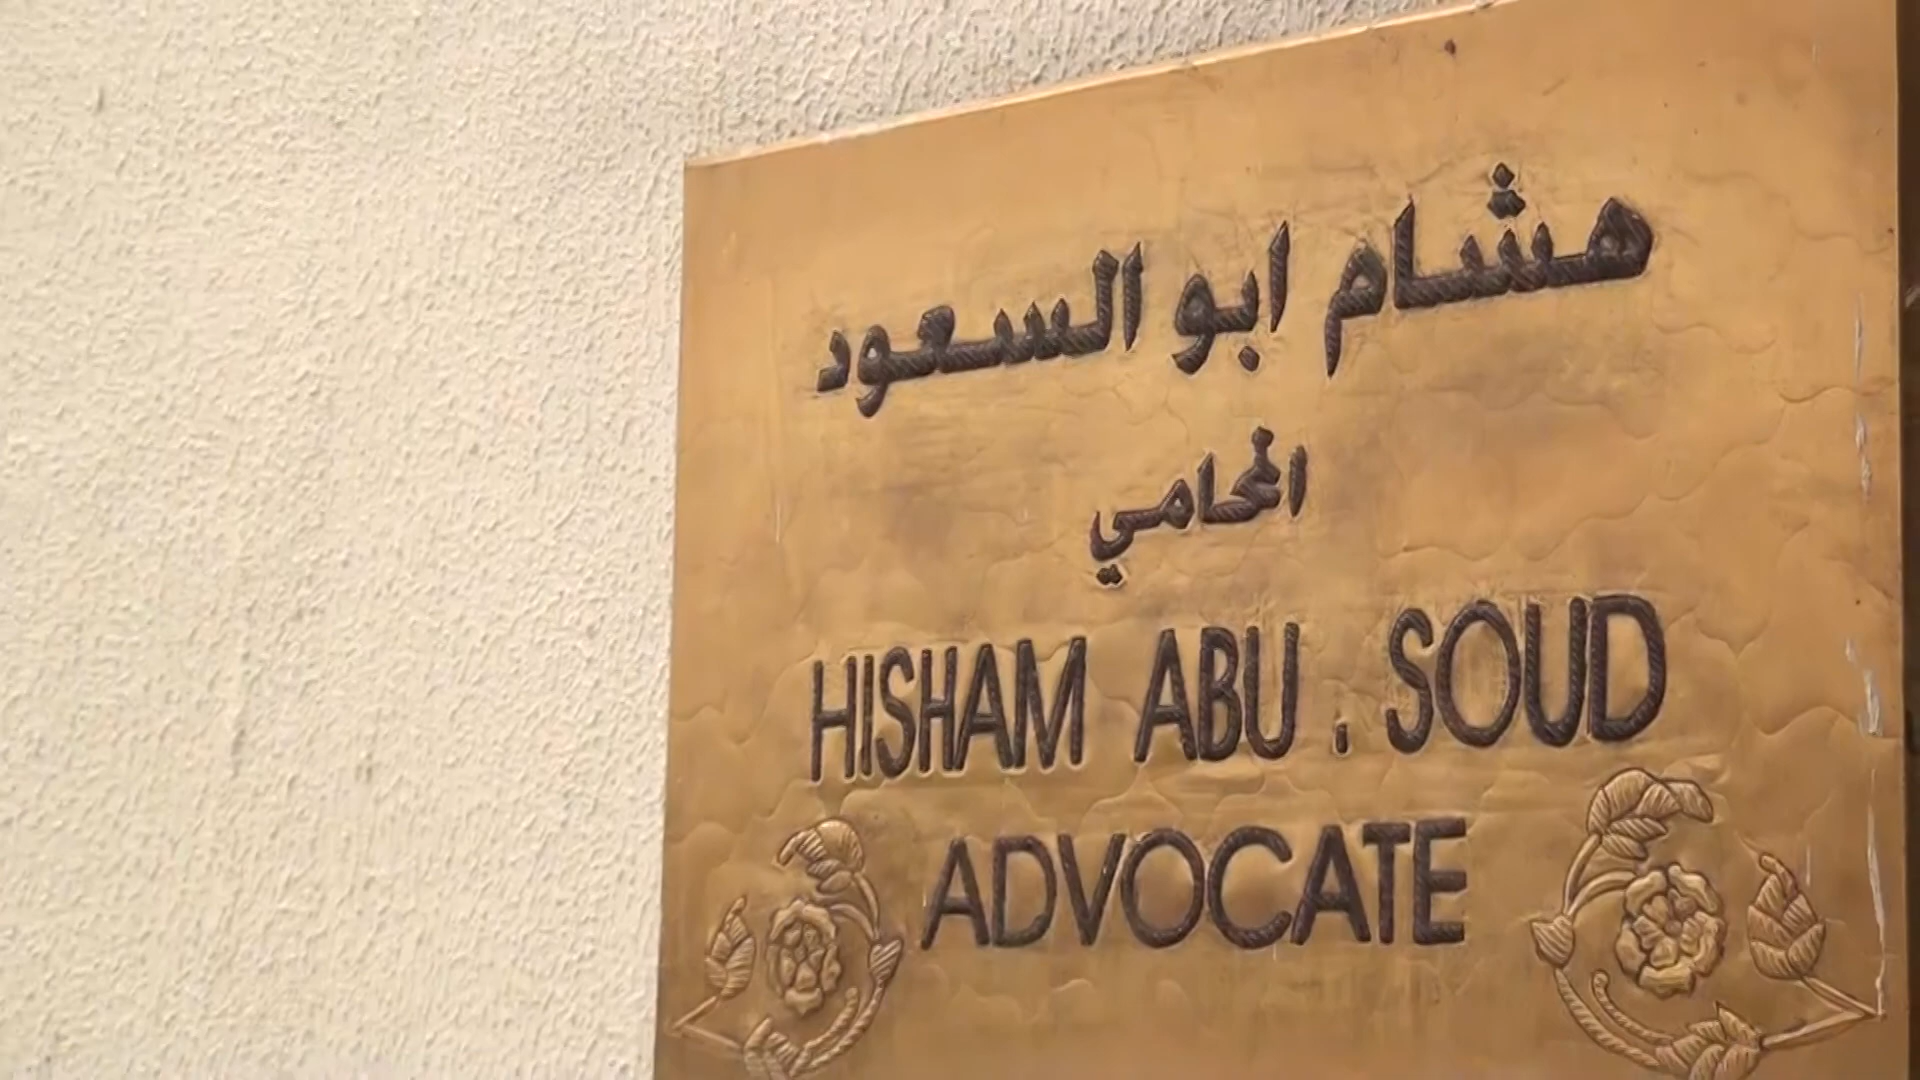 هشام ابو السعود
المحامي
HISHAM ABU . SOUD
ADVOCATE